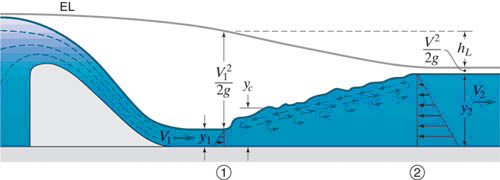 EL
V₁²
2g
y_c
V²
2g
h_L
V₁
y₁
V₂
y₂
①
②